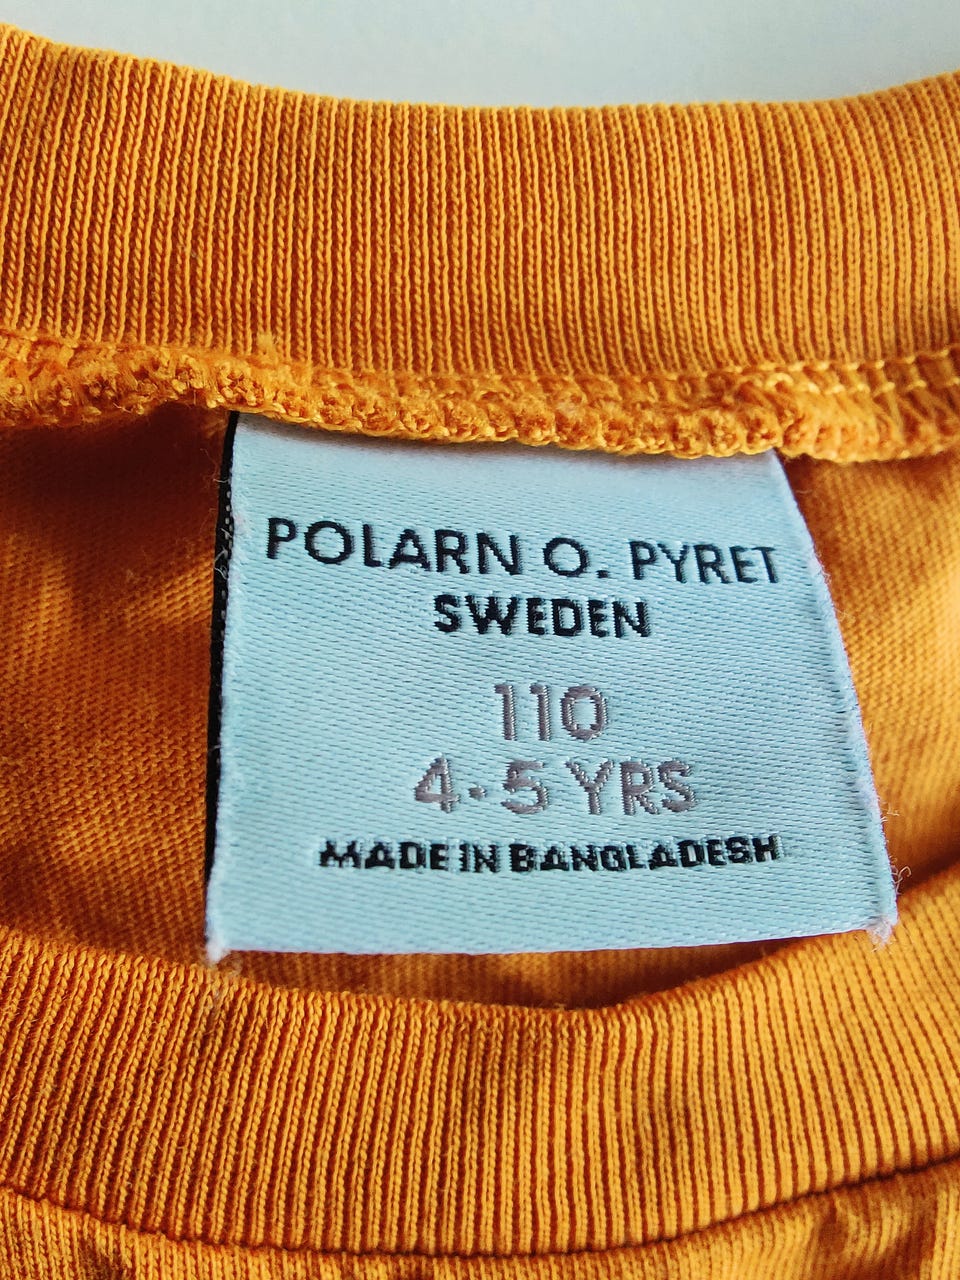 POLARN O. PYRET
SWEDEN
110
4-5 YRS
MADE IN BANGLADESH